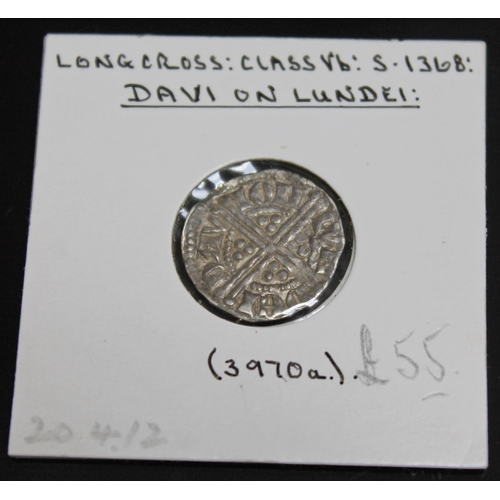 LONGCROSS: CLASS Vb: S·1368:
DAVI ON LUNDEI:
(3970a.). £55
20.4.12